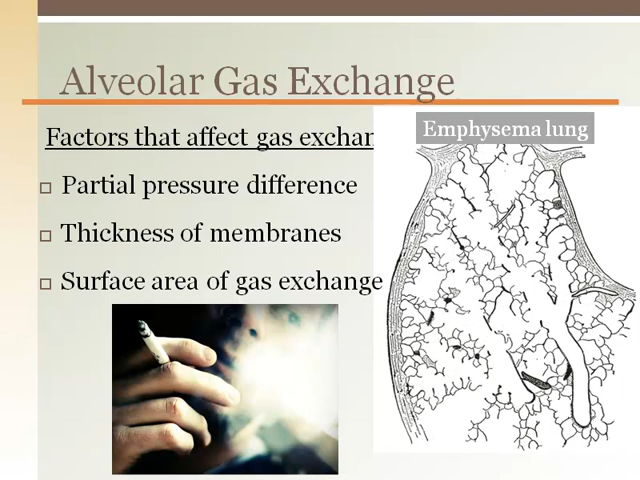 Alveolar Gas Exchange
Factors that affect gas exchan
Emphysema lung
Partial pressure difference
Thickness of membranes
Surface area of gas exchange